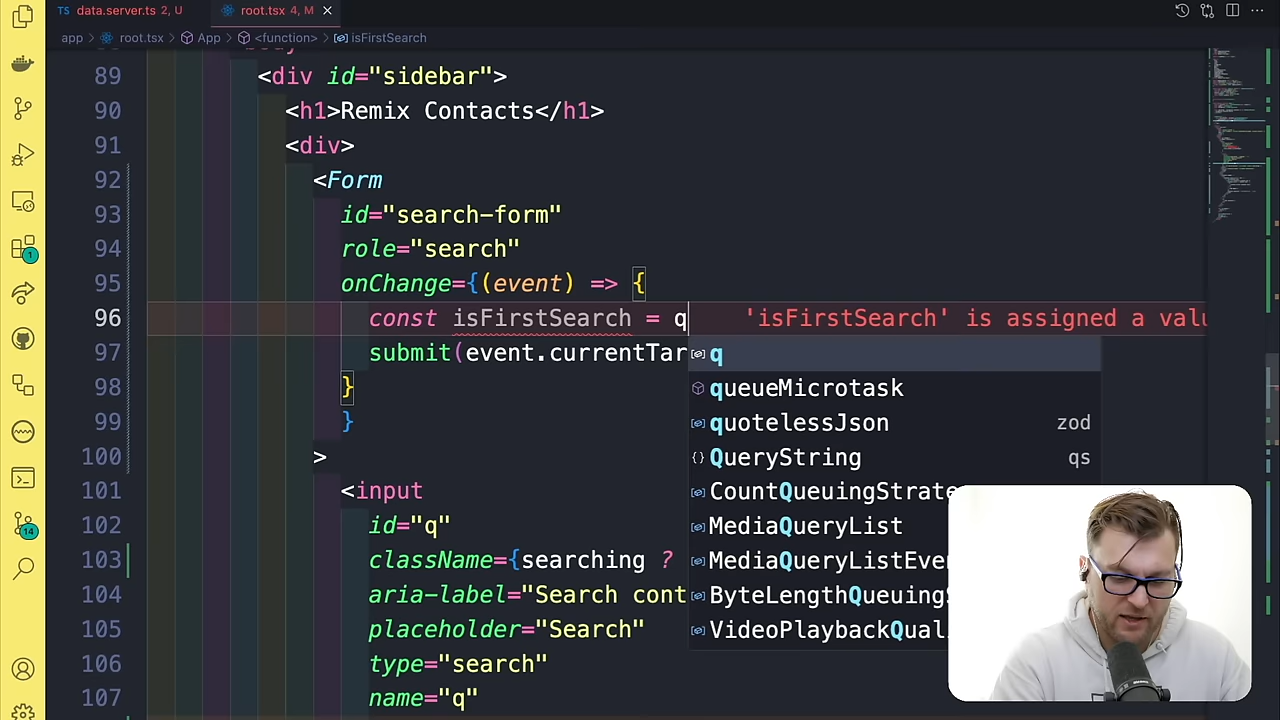 data.server.ts 2, U
root.tsx 4, M
app > root.tsx > App > <function> > isFirstSearch
89 <div id="sidebar">
90 <h1>Remix Contacts</h1>
91 <div>
92 <Form
93 id="search-form"
94 role="search"
95 onChange={(event) => {
96 const isFirstSearch = q 'isFirstSearch' is assigned a valu
97 submit(event.currentTar
98 }
99 }
100 >
101 <input
102 id="q"
103 className={searching ?
104 aria-label="Search cont
105 placeholder="Search"
106 type="search"
107 name="q"
q
queueMicrotask
quotelessJson zod
QueryString qs
CountQueuingStrate
MediaQueryList
MediaQueryListEve
ByteLengthQueuing
VideoPlaybackQual
1
14